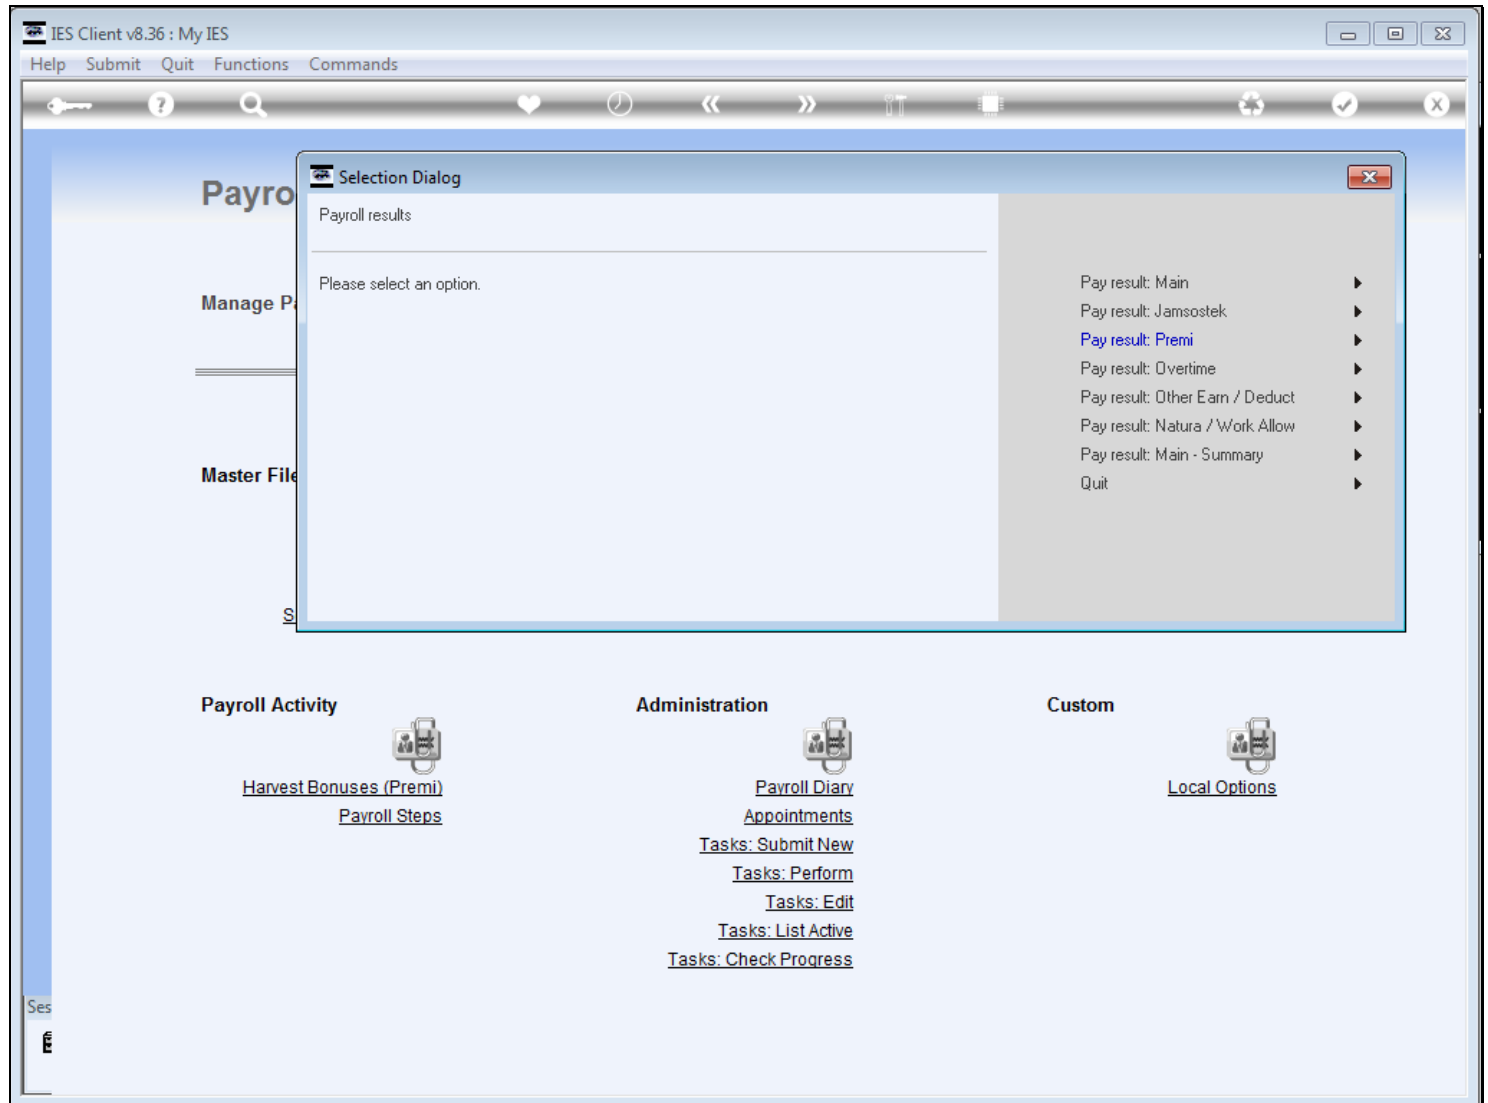 IES Client v8.36 : My IES
Help Submit Quit Functions Commands
Selection Dialog
Payroll results
Please select an option.
Pay result: Main
Pay result: Jamsostek
Pay result: Premi
Pay result: Overtime
Pay result: Other Earn / Deduct
Pay result: Natura / Work Allow
Pay result: Main - Summary
Quit
Payro
Manage P
Master File
S
Payroll Activity
Harvest Bonuses (Premi)
Payroll Steps
Administration
Payroll Diary
Appointments
Tasks: Submit New
Tasks: Perform
Tasks: Edit
Tasks: List Active
Tasks: Check Progress
Custom
Local Options
Ses